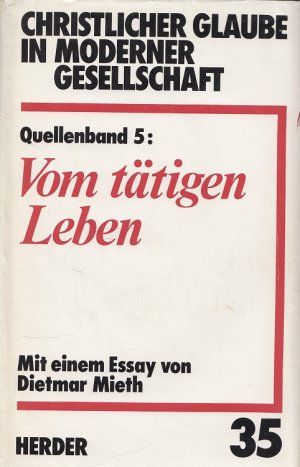 CHRISTLICHER GLAUBE
IN MODERNER
GESELLSCHAFT
Quellenband 5:
Vom tätigen
Leben
Mit einem Essay von
Dietmar Mieth
HERDER 35